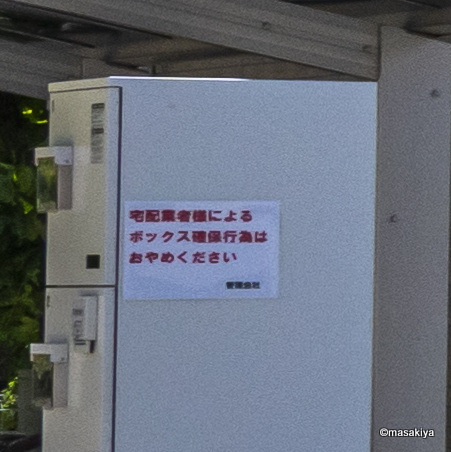 宅配業者様による
ボックス確保行為は
おやめください
管理会社
©masakiya